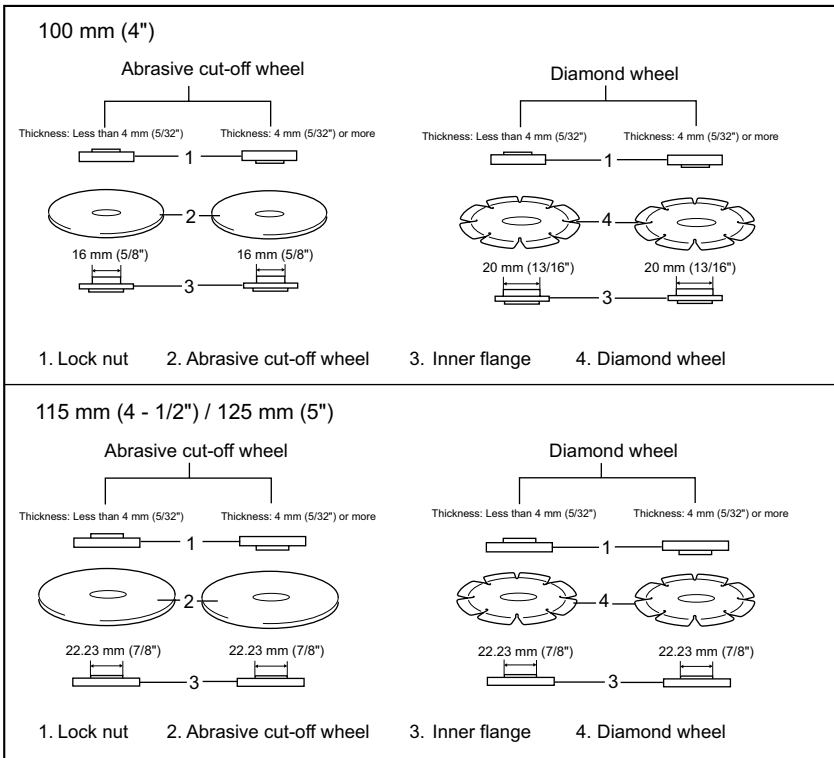 100 mm (4")
Abrasive cut-off wheel
Diamond wheel
Thickness: Less than 4 mm (5/32")
Thickness: 4 mm (5/32") or more
Thickness: Less than 4 mm (5/32")
Thickness: 4 mm (5/32") or more
1
1
2
4
16 mm (5/8")
16 mm (5/8")
20 mm (13/16")
20 mm (13/16")
3
3
1. Lock nut 2. Abrasive cut-off wheel 3. Inner flange 4. Diamond wheel
115 mm (4 - 1/2") / 125 mm (5")
Abrasive cut-off wheel
Diamond wheel
Thickness: Less than 4 mm (5/32")
Thickness: 4 mm (5/32") or more
Thickness: Less than 4 mm (5/32")
Thickness: 4 mm (5/32") or more
1
1
2
4
22.23 mm (7/8")
22.23 mm (7/8")
22.23 mm (7/8")
22.23 mm (7/8")
3
3
1. Lock nut 2. Abrasive cut-off wheel 3. Inner flange 4. Diamond wheel